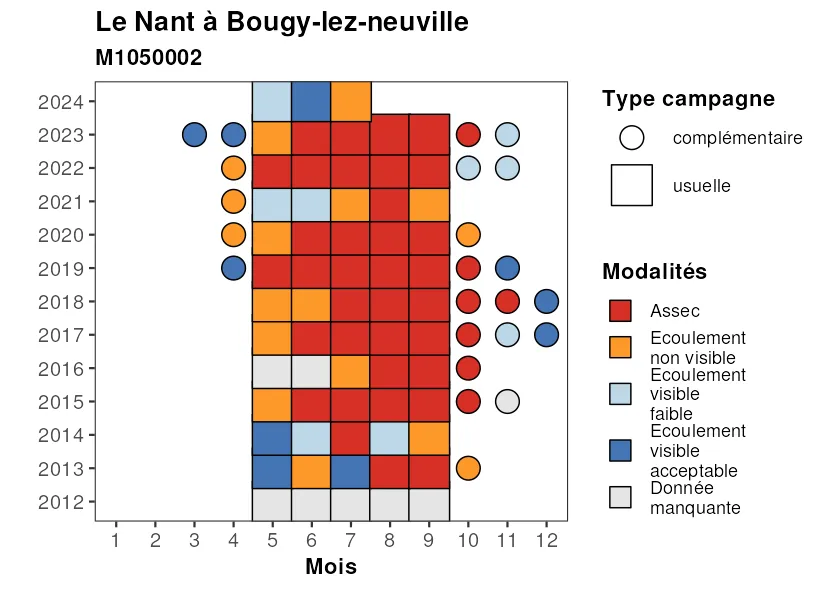 Le Nant à Bougy-lez-neuville
M1050002
2024
2023
2022
2021
2020
2019
2018
2017
2016
2015
2014
2013
2012
1 2 3 4 5 6 7 8 9 10 11 12
Mois
Type campagne
complémentaire
usuelle
Modalités
Assec
Ecoulement
non visible
Ecoulement
visible
faible
Ecoulement
visible
acceptable
Donnée
manquante